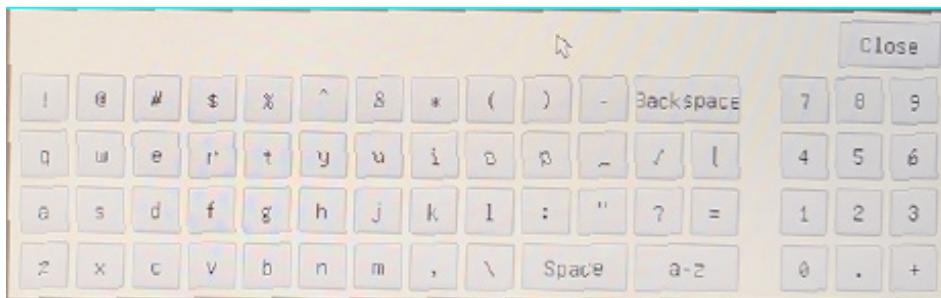 Close
! @ # $ % ^ & * ( ) - Backspace 7 8 9
q w e r t y u i o p _ / l 4 5 6
a s d f g h j k l : " ? = 1 2 3
z x c v b n m , \ Space a-z 0 . +